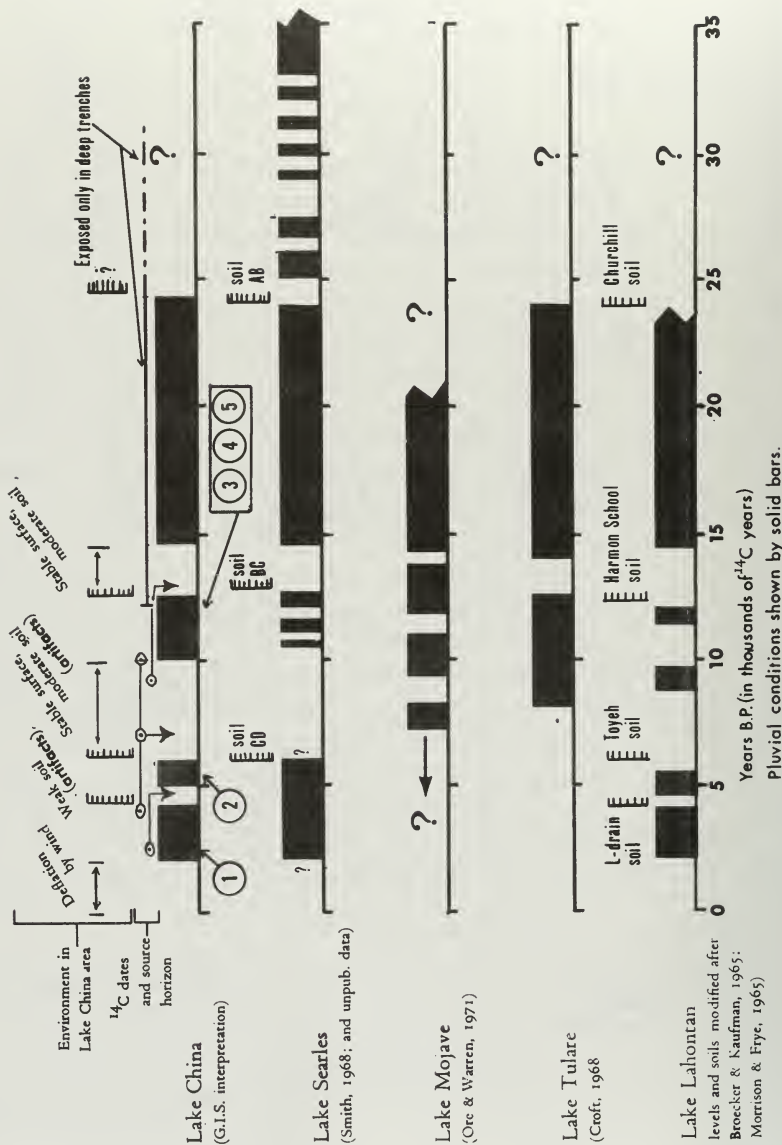 Environment in
Lake China area
Deflation
by wind
Weak soil
(artifacts),
Stable surface,
moderate soil
(artifacts)
Stable surface,
moderate soil
?
Exposed only in deep trenches
¹⁴C dates
and source
horizon
Lake China
(G.I.S. interpretation)
1
2
3 4 5
?
Lake Searles
(Smith, 1968; and unpub. data)
?
?
soil
CD
soil
BC
soil
AB
Lake Mojave
(Ore & Warren, 1971)
?
?
Lake Tulare
(Croft, 1968
?
Lake Lahontan
levels and soils modified after
Broecker & Kaufman, 1965;
Morrison & Frye, 1965)
L-drain
soil
Toyeh
soil
Harmon School
soil
Churchill
soil
?
0 5 10 15 20 25 30 35
Years B.P. (in thousands of ¹⁴C years)
Pluvial conditions shown by solid bars.